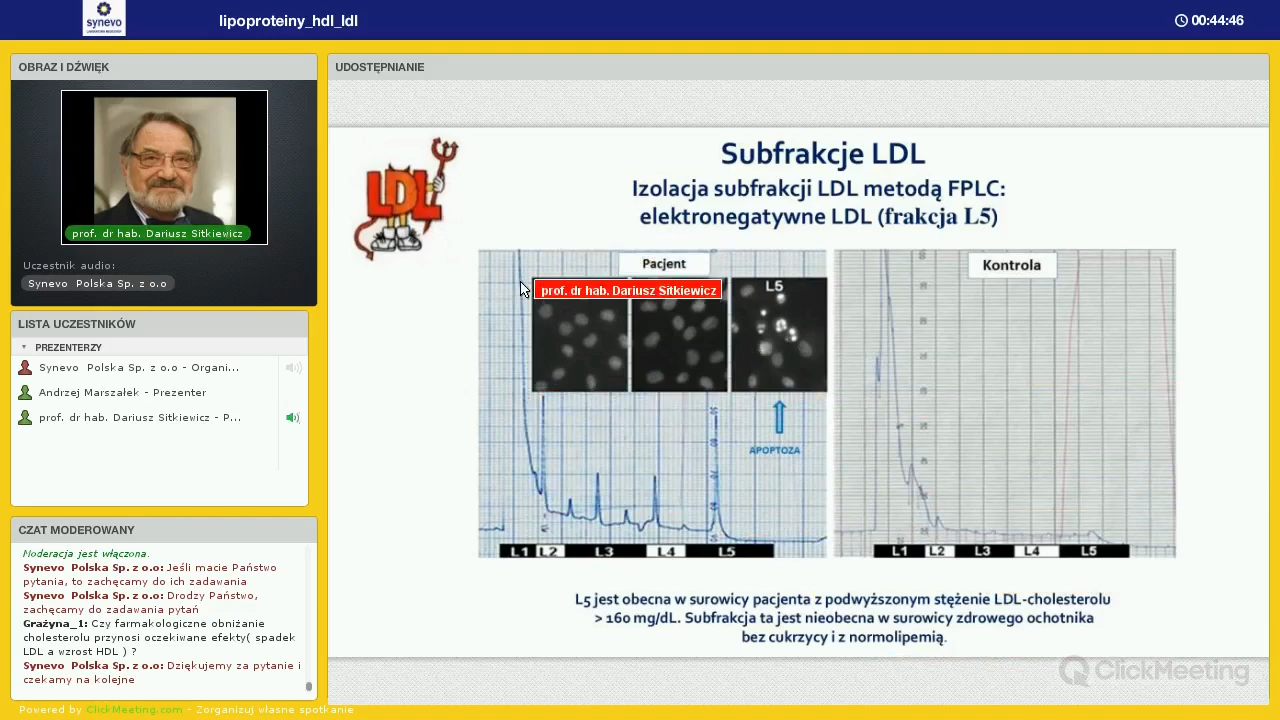 synevo
lipoproteiny_hdl_ldl
00:44:46
OBRAZ I DŹWIĘK
prof. dr hab. Dariusz Sitkiewicz
Uczestnik audio:
Synevo Polska Sp. z o.o
LISTA UCZESTNIKÓW
PREZENTERZY
Synevo Polska Sp. z o.o - Organi...
Andrzej Marszałek - Prezenter
prof. dr hab. Dariusz Sitkiewicz - P...
CZAT MODEROWANY
Moderacja jest włączona.
Synevo Polska Sp. z o.o: Jeśli macie Państwo
pytania, to zachęcamy do ich zadawania
Synevo Polska Sp. z o.o: Drodzy Państwo,
zachęcamy do zadawania pytań
Grażyna_1: Czy farmakologiczne obniżanie
cholesterolu przynosi oczekiwane efekty( spadek
LDL a wzrost HDL ) ?
Synevo Polska Sp. z o.o: Dziękujemy za pytanie i
czekamy na kolejne
Powered by ClickMeeting.com - Zorganizuj własne spotkanie
UDOSTĘPNIANIE
LDL
Subfrakcje LDL
Izolacja subfrakcji LDL metodą FPLC:
elektronegatywne LDL (frakcja L5)
Pacjent
prof. dr hab. Dariusz Sitkiewicz
L5
APOPTOZA
L1 L2 L3 L4 L5
Kontrola
L1 L2 L3 L4 L5
L5 jest obecna w surowicy pacjenta z podwyższonym stężenie LDL-cholesterolu
> 160 mg/dL. Subfrakcja ta jest nieobecna w surowicy zdrowego ochotnika
bez cukrzycy i z normolipemią.
ClickMeeting